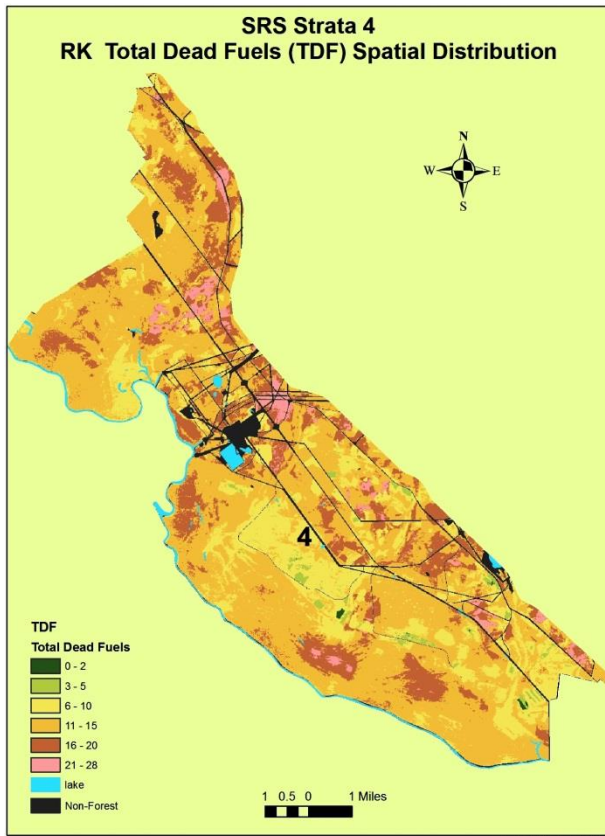 SRS Strata 4
RK Total Dead Fuels (TDF) Spatial Distribution
N
W E
S
4
TDF
Total Dead Fuels
0 - 2
3 - 5
6 - 10
11 - 15
16 - 20
21 - 28
lake
Non-Forest
1 0.5 0 1 Miles